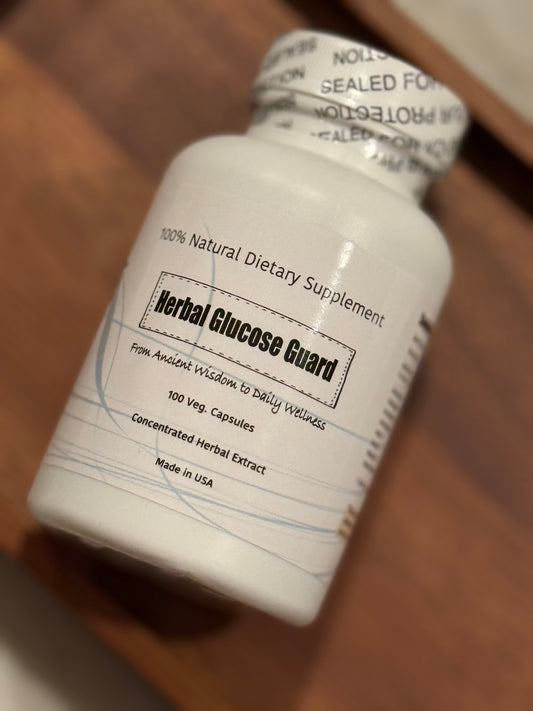 SEALED FOR
100% Natural Dietary Supplement
Herbal Glucose Guard
From Ancient Wisdom to Daily Wellness
100 Veg. Capsules
Concentrated Herbal Extract
Made in USA